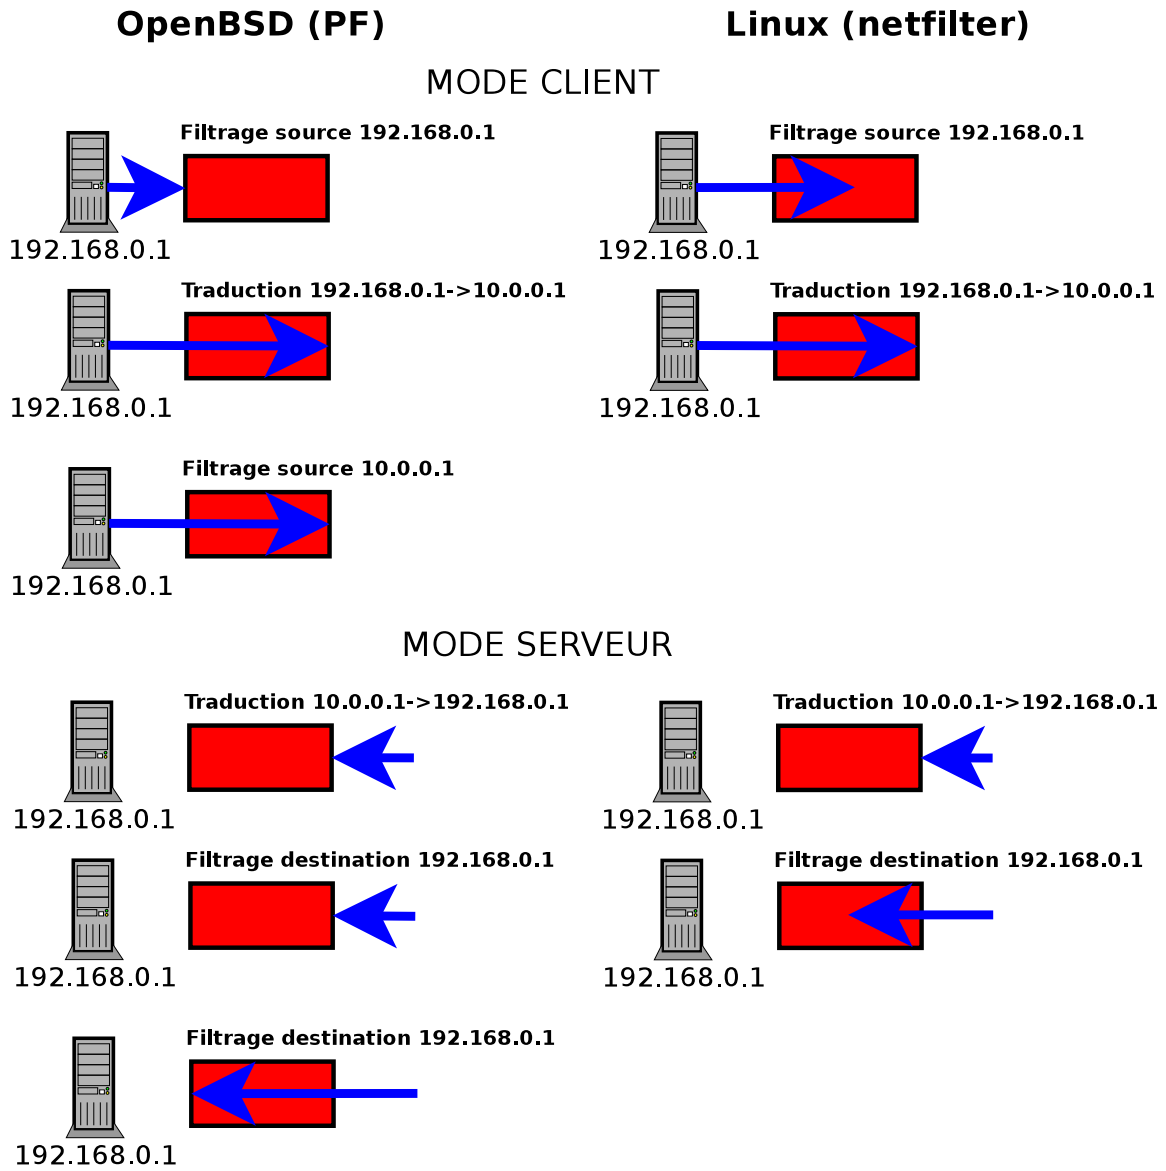 OpenBSD (PF)
Linux (netfilter)
MODE CLIENT
Filtrage source 192.168.0.1
Filtrage source 192.168.0.1
192.168.0.1
192.168.0.1
Traduction 192.168.0.1->10.0.0.1
Traduction 192.168.0.1->10.0.0.1
192.168.0.1
192.168.0.1
Filtrage source 10.0.0.1
192.168.0.1
MODE SERVEUR
Traduction 10.0.0.1->192.168.0.1
Traduction 10.0.0.1->192.168.0.1
192.168.0.1
192.168.0.1
Filtrage destination 192.168.0.1
Filtrage destination 192.168.0.1
192.168.0.1
192.168.0.1
Filtrage destination 192.168.0.1
192.168.0.1